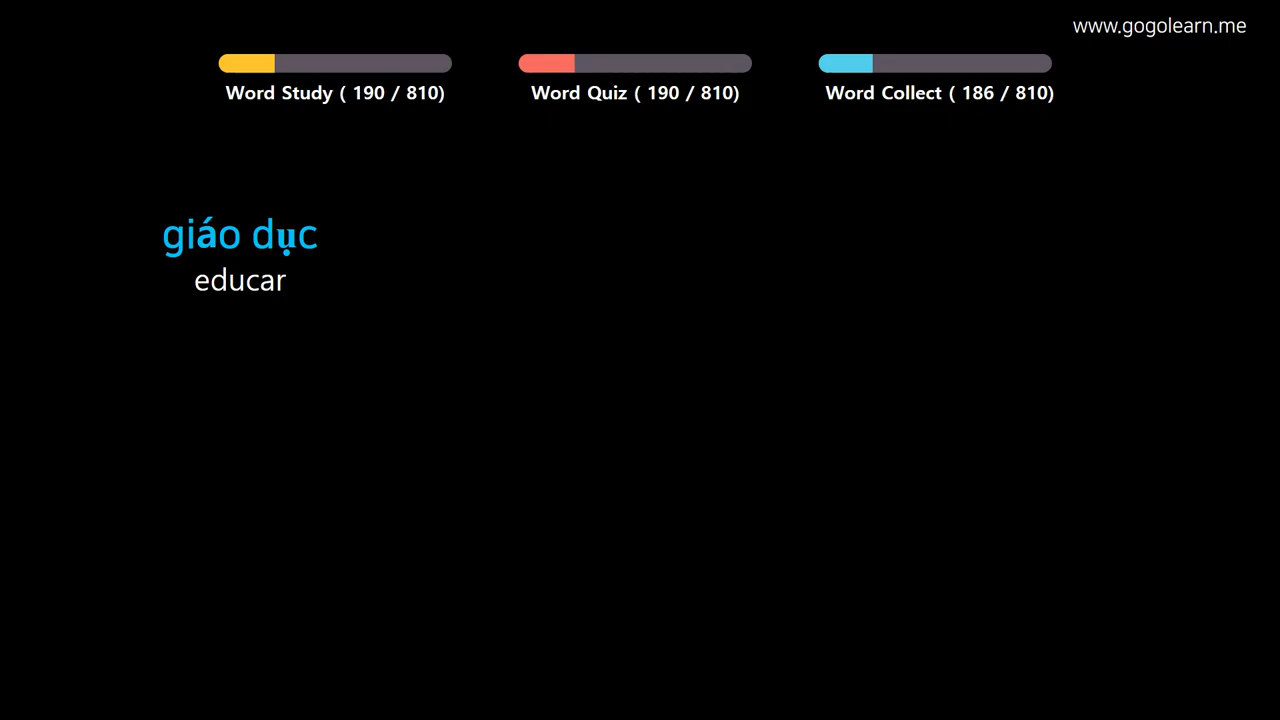 www.gogolearn.me
Word Study ( 190 / 810)
Word Quiz ( 190 / 810)
Word Collect ( 186 / 810)
giáo dục
educar